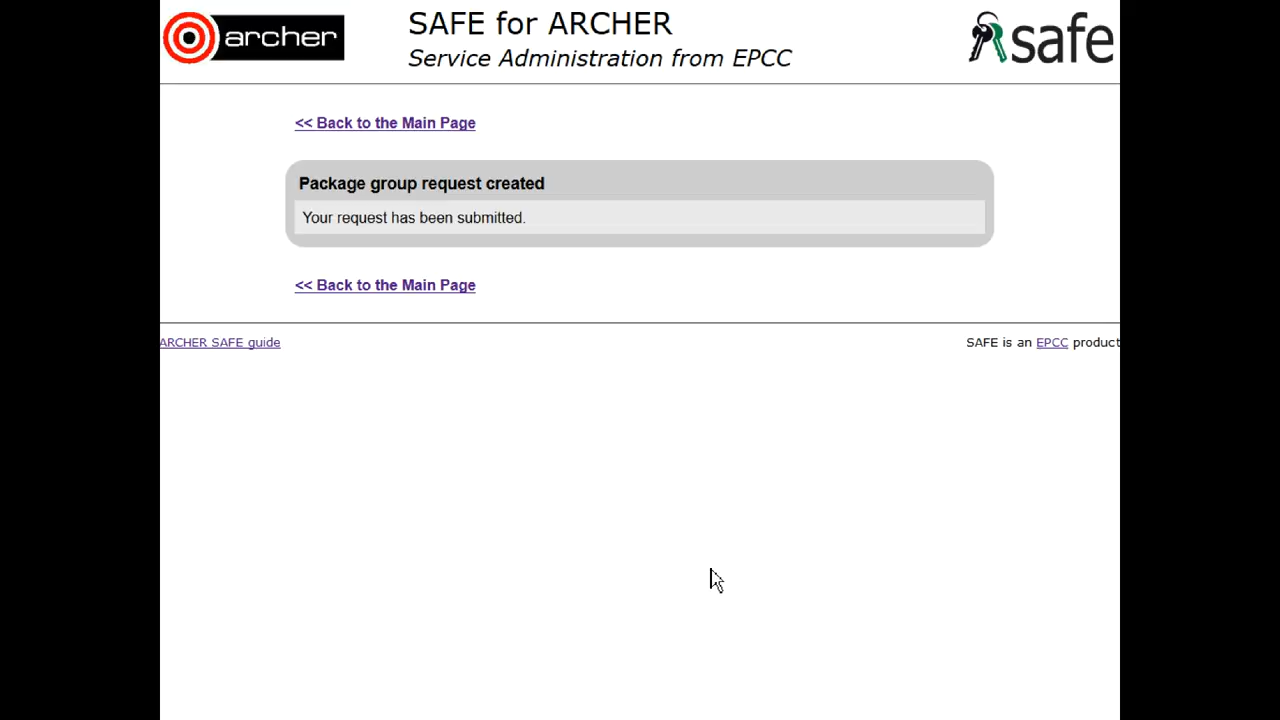 archer
SAFE for ARCHER
Service Administration from EPCC
safe
<< Back to the Main Page
Package group request created
Your request has been submitted.
<< Back to the Main Page
ARCHER SAFE guide
SAFE is an EPCC product